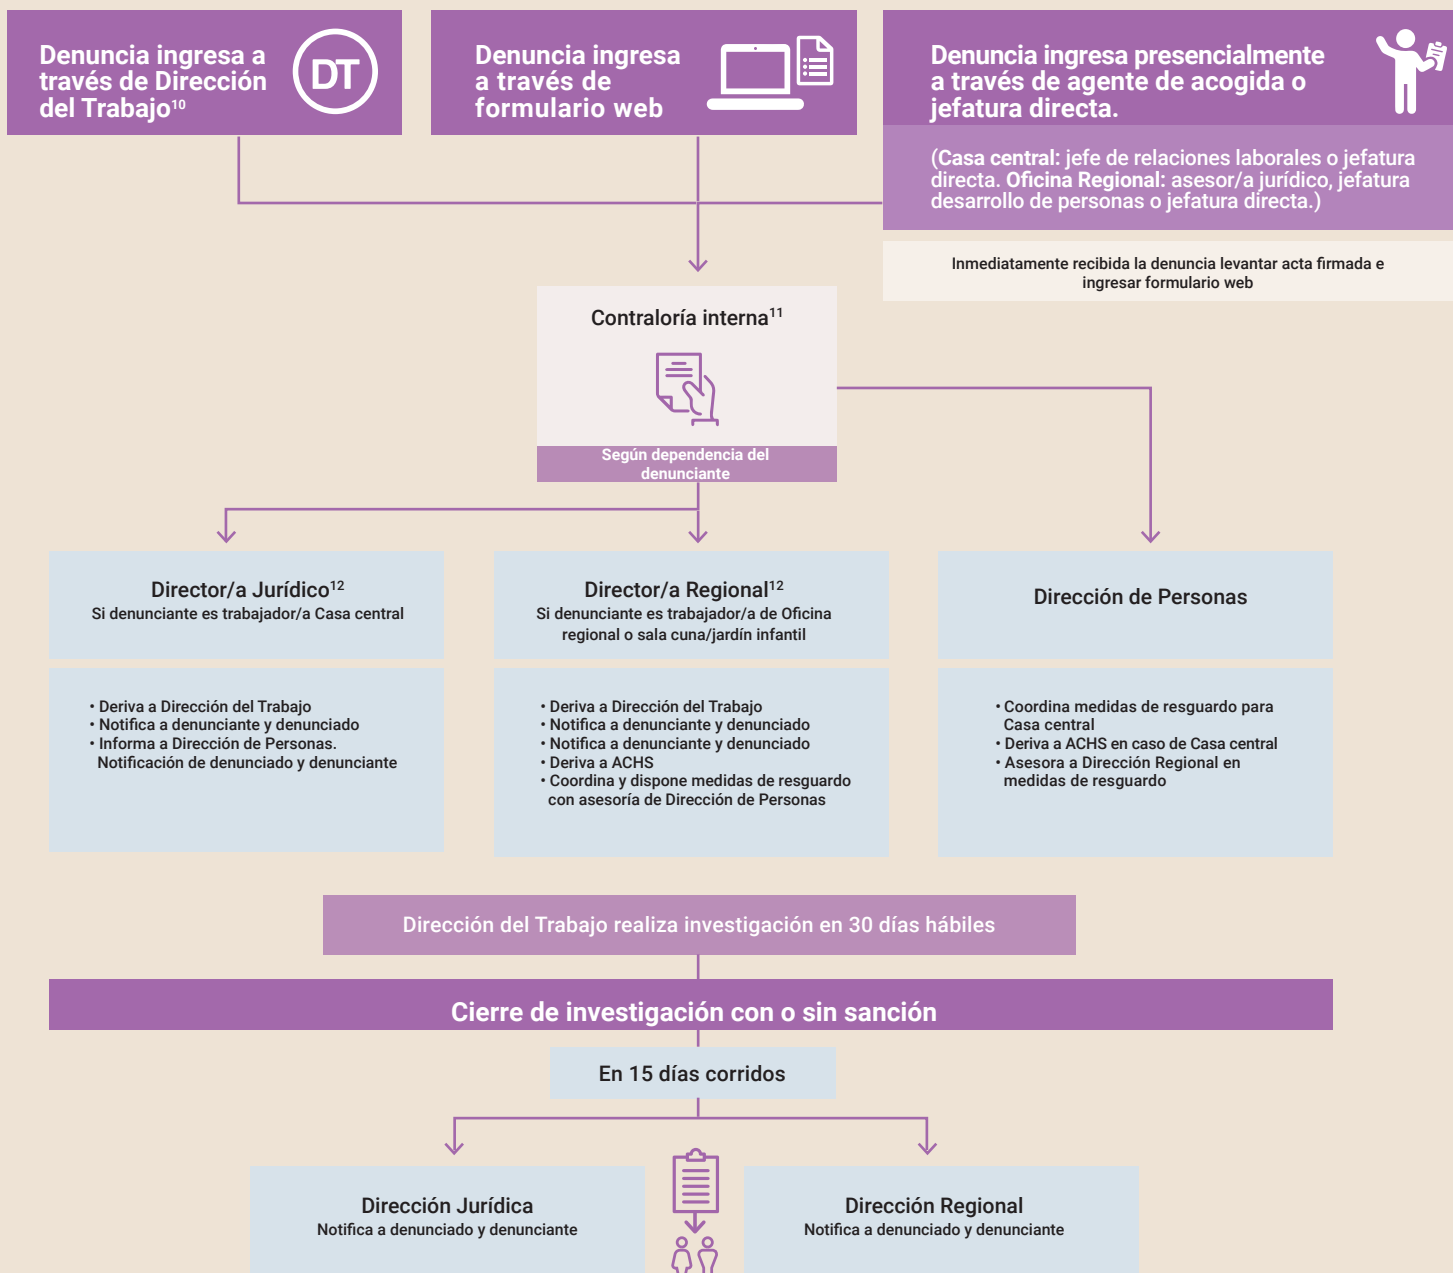 Denuncia ingresa a
través de Dirección
del Trabajo10
DT
Denuncia ingresa
a través de
formulario web
Denuncia ingresa presencialmente
a través de agente de acogida o
jefatura directa.
(Casa central: jefe de relaciones laborales o jefatura
directa. Oficina Regional: asesor/a jurídico, jefatura
desarrollo de personas o jefatura directa.)
Inmediatamente recibida la denuncia levantar acta firmada e
ingresar formulario web
Contraloría interna11
Según dependencia del
denunciante
Director/a Jurídico12
Si denunciante es trabajador/a Casa central
• Deriva a Dirección del Trabajo
• Notifica a denunciante y denunciado
• Informa a Dirección de Personas.
Notificación de denunciado y denunciante
Director/a Regional12
Si denunciante es trabajador/a de Oficina
regional o sala cuna/jardín infantil
• Deriva a Dirección del Trabajo
• Notifica a denunciante y denunciado
• Notifica a denunciante y denunciado
• Deriva a ACHS
• Coordina y dispone medidas de resguardo
con asesoría de Dirección de Personas
Dirección de Personas
• Coordina medidas de resguardo para
Casa central
• Deriva a ACHS en caso de Casa central
• Asesora a Dirección Regional en
medidas de resguardo
Dirección del Trabajo realiza investigación en 30 días hábiles
Cierre de investigación con o sin sanción
En 15 días corridos
Dirección Jurídica
Notifica a denunciado y denunciante
Dirección Regional
Notifica a denunciado y denunciante